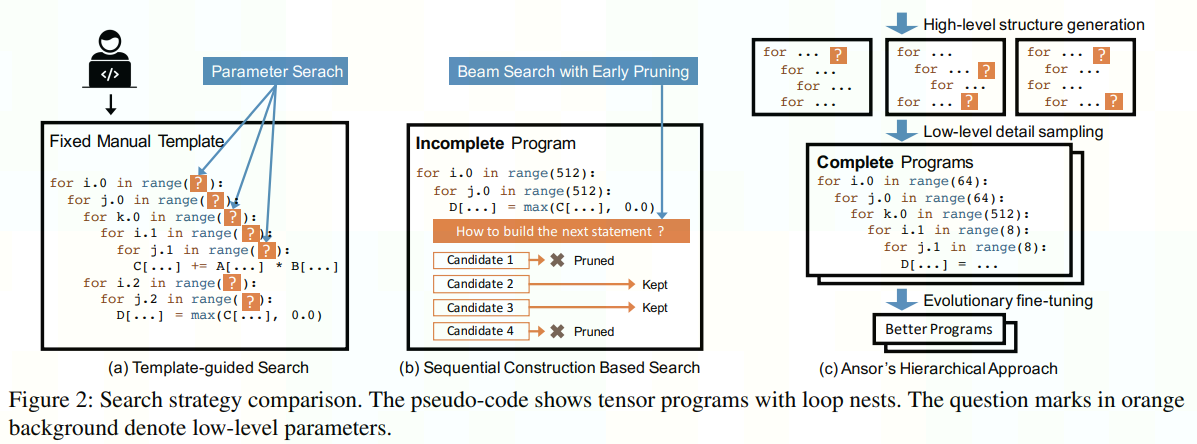 </>
Parameter Serach
Fixed Manual Template
for i.0 in range( ? ):
for j.0 in range( ? ):
for k.0 in range( ? ):
for i.1 in range( ? ):
for j.1 in range( ? ):
C[...] += A[...] * B[...]
for i.2 in range( ? ):
for j.2 in range( ? ):
D[...] = max(C[...], 0.0)
(a) Template-guided Search
Beam Search with Early Pruning
Incomplete Program
for i.0 in range(512):
for j.0 in range(512):
D[...] = max(C[...], 0.0)
How to build the next statement ?
Candidate 1 Pruned
Candidate 2 Kept
Candidate 3 Kept
Candidate 4 Pruned
(b) Sequential Construction Based Search
High-level structure generation
for ... ?
for ...
for ...
for ...
for ...
for ... ?
for ...
for ... ?
for ... ?
for ...
for ...
for ... ?
Low-level detail sampling
Complete Programs
for i.0 in range(64):
for j.0 in range(64):
for k.0 in range(512):
for i.1 in range(8):
for j.1 in range(8):
D[...] = ...
Evolutionary fine-tuning
Better Programs
(c) Ansor's Hierarchical Approach
Figure 2: Search strategy comparison. The pseudo-code shows tensor programs with loop nests. The question marks in orange
background denote low-level parameters.